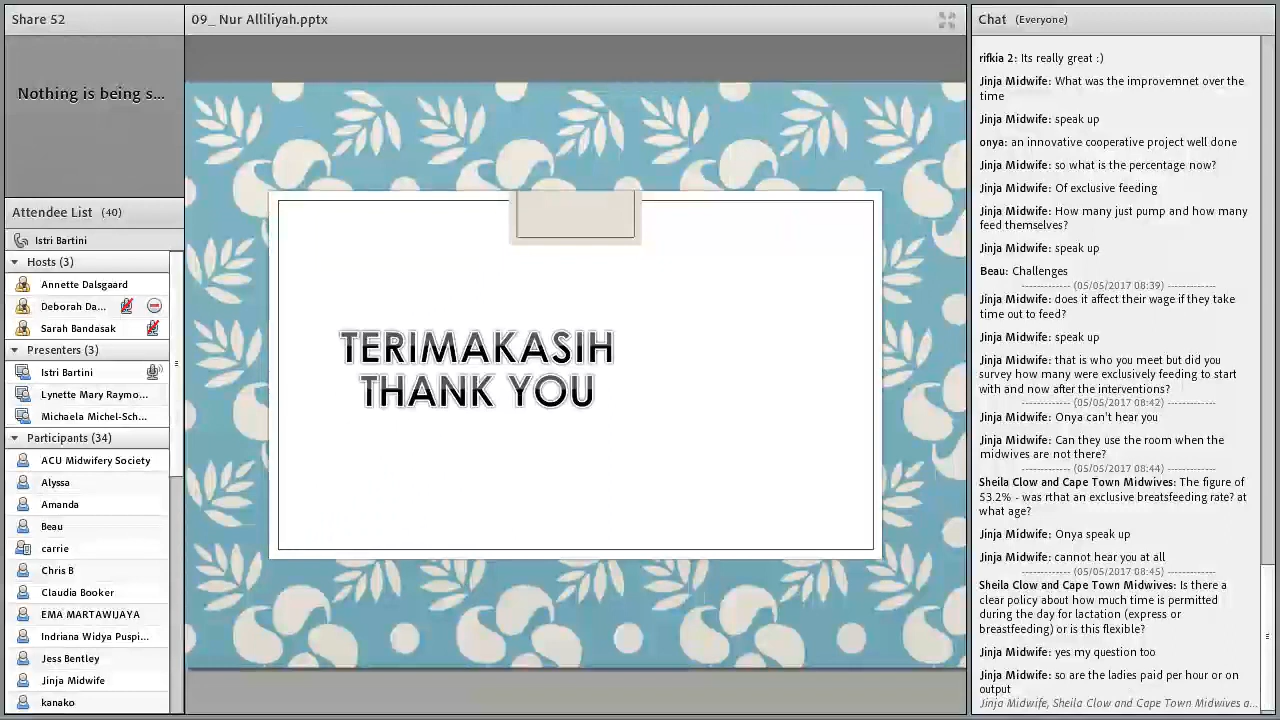 Share 52
Nothing is being s...
Attendee List (40)
Istri Bartini
Hosts (3)
Annette Dalsgaard
Deborah Da...
Sarah Bandasak
Presenters (3)
Istri Bartini
Lynette Mary Raymo...
Michaela Michel-Sch...
Participants (34)
ACU Midwifery Society
Alyssa
Amanda
Beau
carrie
Chris B
Claudia Booker
EMA MARTAWIJAYA
Indriana Widya Puspi...
Jess Bentley
Jinja Midwife
kanako
09_ Nur Alliliyah.pptx
TERIMAKASIH
THANK YOU
Chat (Everyone)
rifkia 2: Its really great :)
Jinja Midwife: What was the improvemnet over the
time
Jinja Midwife: speak up
onya: an innovative cooperative project well done
Jinja Midwife: so what is the percentage now?
Jinja Midwife: Of exclusive feeding
Jinja Midwife: How many just pump and how many
feed themselves?
Jinja Midwife: speak up
Beau: Challenges
------------ (05/05/2017 08:39) ------------
Jinja Midwife: does it affect their wage if they take
time out to feed?
Jinja Midwife: speak up
Jinja Midwife: that is who you meet but did you
survey how many were exclusively feeding to start
with and now after the interventions?
------------ (05/05/2017 08:42) ------------
Jinja Midwife: Onya can't hear you
Jinja Midwife: Can they use the room when the
midwives are not there?
------------ (05/05/2017 08:44) ------------
Sheila Clow and Cape Town Midwives: The figure of
53.2% - was rthat an exclusive breatsfeeding rate? at
what age?
Jinja Midwife: Onya speak up
Jinja Midwife: cannot hear you at all
------------ (05/05/2017 08:45) ------------
Sheila Clow and Cape Town Midwives: Is there a
clear policy about how much time is permitted
during the day for lactation (express or
breastfeeding) or is this flexible?
Jinja Midwife: yes my question too
Jinja Midwife: so are the ladies paid per hour or on
output
Jinja Midwife, Sheila Clow and Cape Town Midwives a...